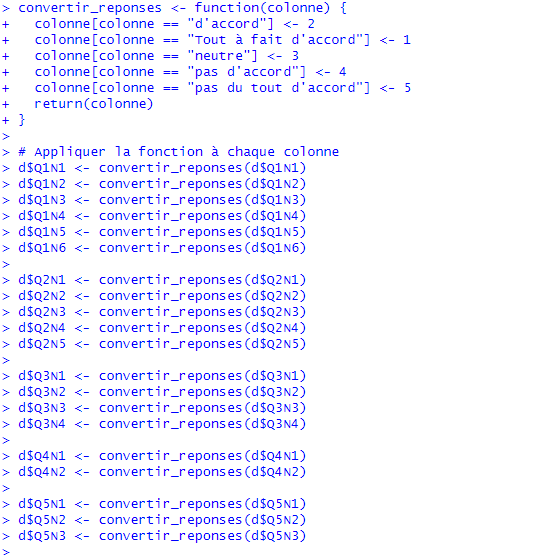 > convertir_reponses <- function(colonne) {
+   colonne[colonne == "d'accord"] <- 2
+   colonne[colonne == "Tout à fait d'accord"] <- 1
+   colonne[colonne == "neutre"] <- 3
+   colonne[colonne == "pas d'accord"] <- 4
+   colonne[colonne == "pas du tout d'accord"] <- 5
+   return(colonne)
+ }
>
> # Appliquer la fonction à chaque colonne
> d$Q1N1 <- convertir_reponses(d$Q1N1)
> d$Q1N2 <- convertir_reponses(d$Q1N2)
> d$Q1N3 <- convertir_reponses(d$Q1N3)
> d$Q1N4 <- convertir_reponses(d$Q1N4)
> d$Q1N5 <- convertir_reponses(d$Q1N5)
> d$Q1N6 <- convertir_reponses(d$Q1N6)
>
> d$Q2N1 <- convertir_reponses(d$Q2N1)
> d$Q2N2 <- convertir_reponses(d$Q2N2)
> d$Q2N3 <- convertir_reponses(d$Q2N3)
> d$Q2N4 <- convertir_reponses(d$Q2N4)
> d$Q2N5 <- convertir_reponses(d$Q2N5)
>
> d$Q3N1 <- convertir_reponses(d$Q3N1)
> d$Q3N2 <- convertir_reponses(d$Q3N2)
> d$Q3N3 <- convertir_reponses(d$Q3N3)
> d$Q3N4 <- convertir_reponses(d$Q3N4)
>
> d$Q4N1 <- convertir_reponses(d$Q4N1)
> d$Q4N2 <- convertir_reponses(d$Q4N2)
>
> d$Q5N1 <- convertir_reponses(d$Q5N1)
> d$Q5N2 <- convertir_reponses(d$Q5N2)
> d$Q5N3 <- convertir_reponses(d$Q5N3)
>